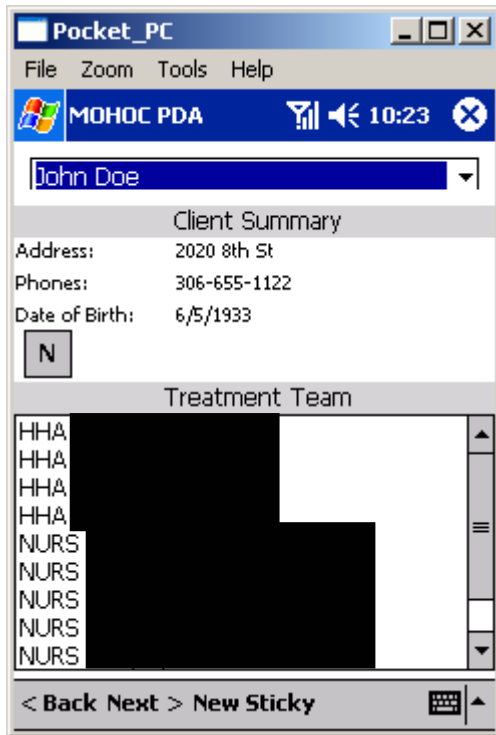 Pocket_PC
File Zoom Tools Help
MOHOC PDA 10:23
John Doe
Client Summary
Address: 2020 8th St
Phones: 306-655-1122
Date of Birth: 6/5/1933
N
Treatment Team
HHA
HHA
HHA
HHA
NURS
NURS
NURS
NURS
NURS
< Back Next > New Sticky